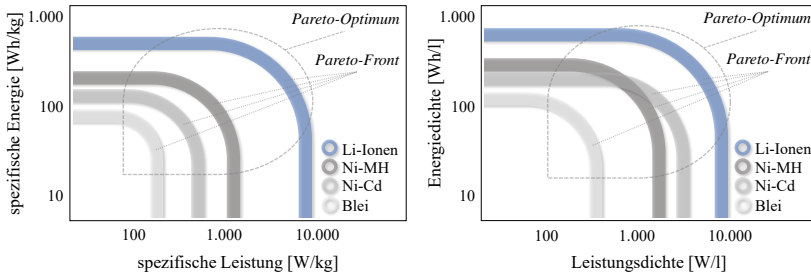 1.000
100
10
spezifische Energie [Wh/kg]
Pareto-Optimum
Pareto-Front
Li-Ionen
Ni-MH
Ni-Cd
Blei
100
1.000
10.000
spezifische Leistung [W/kg]
1.000
100
10
Energiedichte [Wh/l]
Pareto-Optimum
Pareto-Front
Li-Ionen
Ni-MH
Ni-Cd
Blei
100
1.000
10.000
Leistungsdichte [W/l]